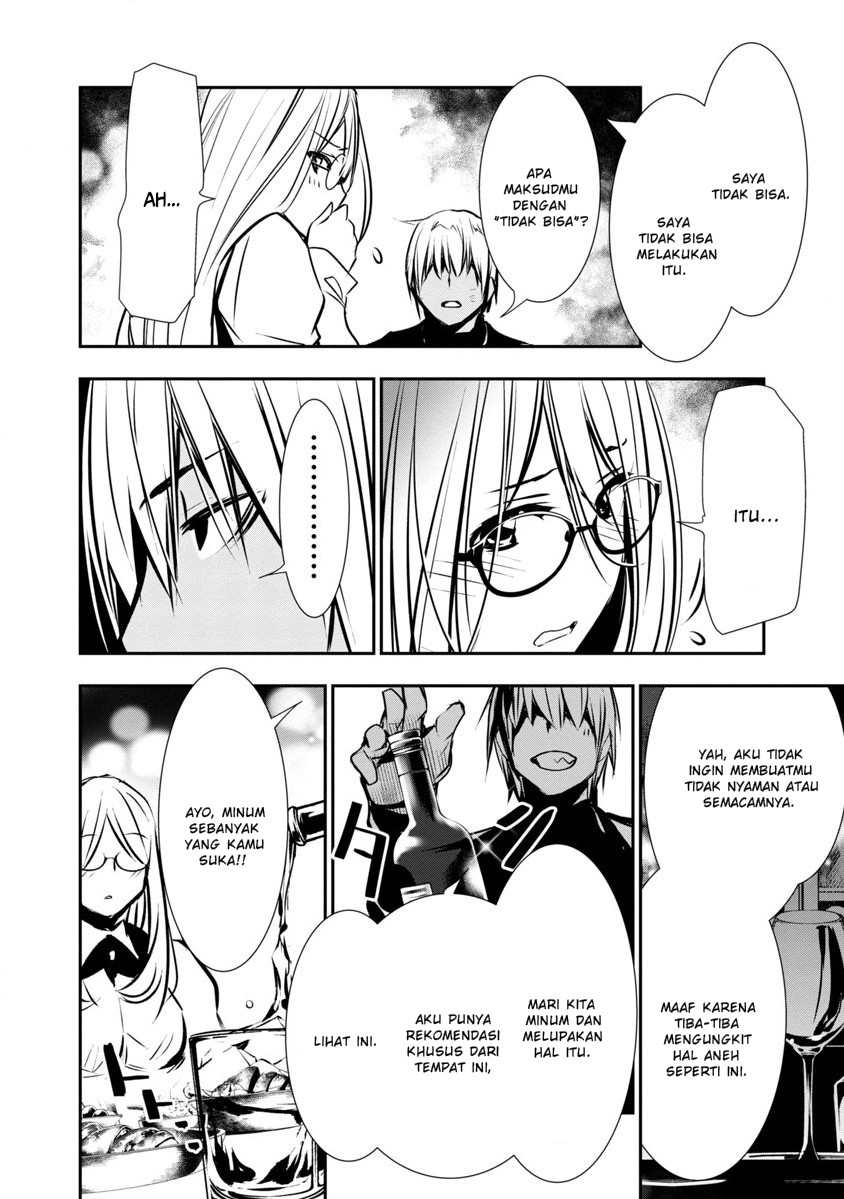 SAYA
TIDAK BISA.
SAYA
TIDAK BISA
MELAKUKAN
ITU.
APA
MAKSUDMU
DENGAN
"TIDAK BISA"?
AH...
ITU...
.........
YAH, AKU TIDAK
INGIN MEMBUATMU
TIDAK NYAMAN ATAU
SEMACAMNYA.
MAAF KARENA
TIBA-TIBA
MENGUNGKIT
HAL ANEH
SEPERTI INI.
MARI KITA
MINUM DAN
MELUPAKAN
HAL ITU.
AKU PUNYA
REKOMENDASI
KHUSUS DARI
TEMPAT INI,
LIHAT INI.
AYO, MINUM
SEBANYAK
YANG KAMU
SUKA!!